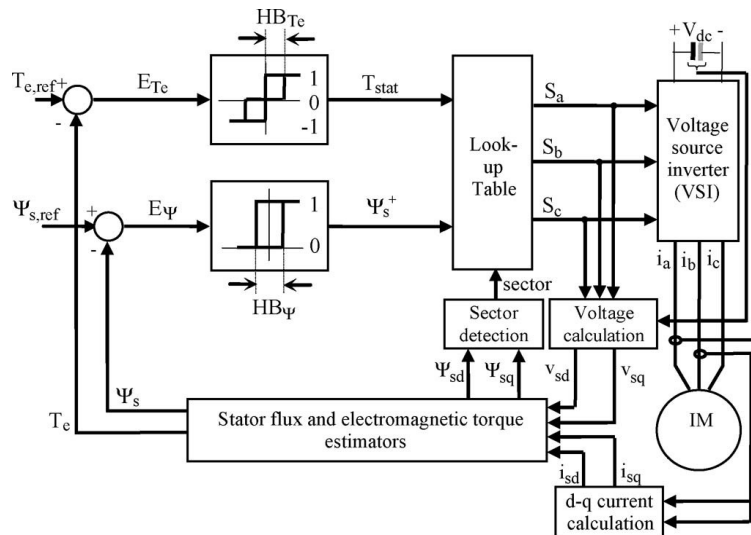 HB_Te
+ V_dc -
T_e,ref + E_Te 1 0 -1 T_stat S_a
-
Look-up Table
S_b
Voltage source inverter (VSI)
Ψ_s,ref + E_Ψ 1 0 Ψ_s^+ S_c
-
HB_Ψ
i_a i_b i_c
sector
Sector detection
Voltage calculation
Ψ_sd Ψ_sq v_sd v_sq
Ψ_s
T_e
Stator flux and electromagnetic torque
estimators
IM
i_sd i_sq
d-q current
calculation